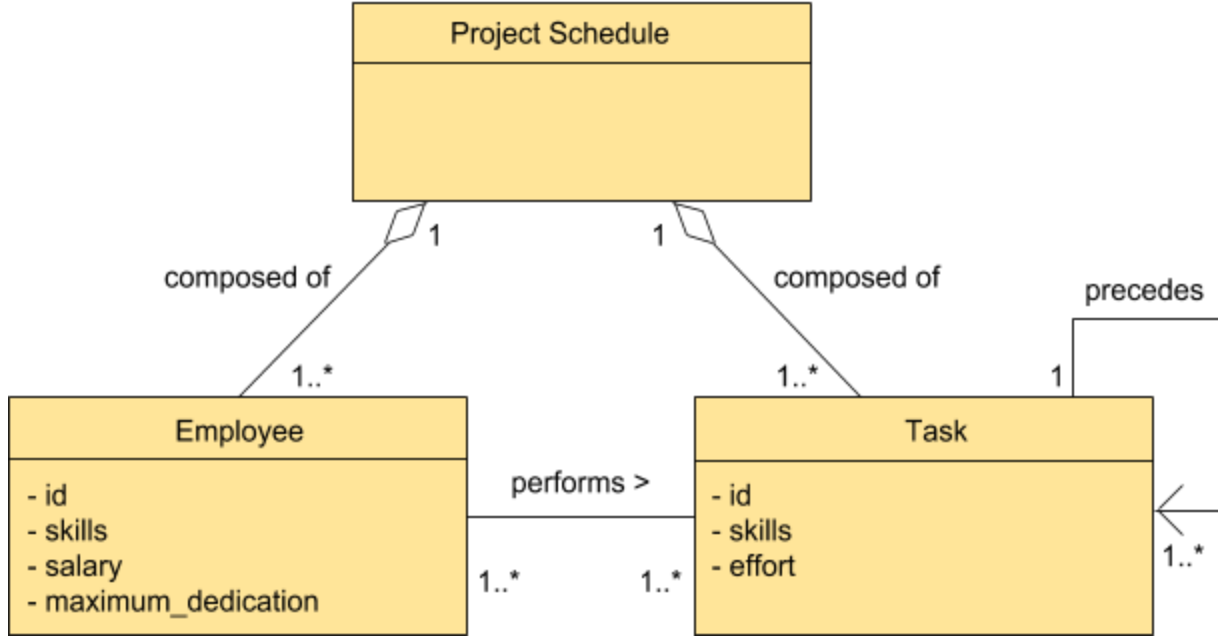 Project Schedule
1
1
composed of
composed of
precedes
1..*
1..*
1
Employee
Task
- id
- skills
- salary
- maximum_dedication
performs >
1..*
1..*
- id
- skills
- effort
1..*